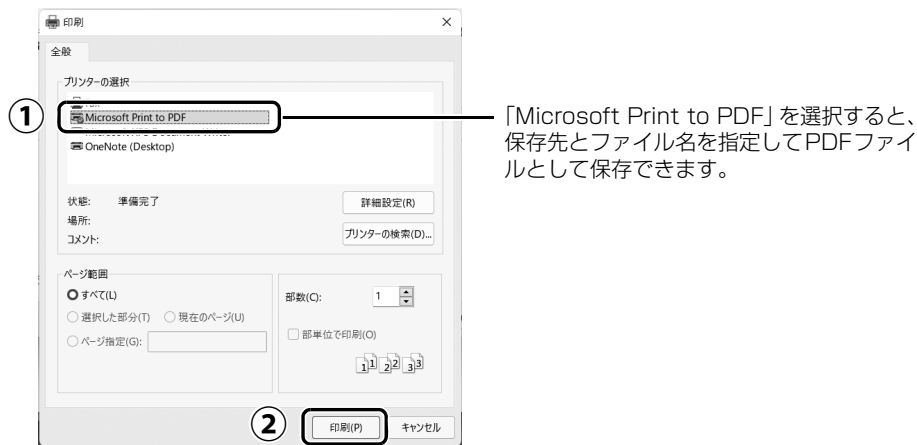 印刷
全般
プリンターの選択
①
Microsoft Print to PDF
OneNote (Desktop)
「Microsoft Print to PDF」を選択すると、
保存先とファイル名を指定してPDFファイ
ルとして保存できます。
状態: 準備完了
詳細設定(R)
場所:
コメント:
プリンターの検索(D)...
ページ範囲
すべて(L)
選択した部分(T) 現在のページ(U)
ページ指定(G):
部数(C): 1
部単位で印刷(O)
1 1 2 2 3 3
②
印刷(P) キャンセル